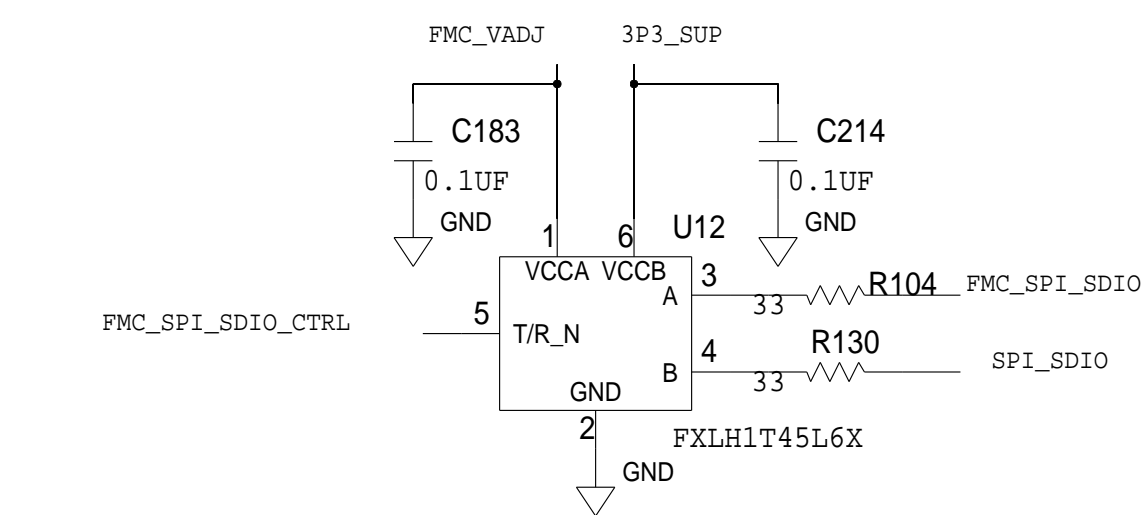 FMC_VADJ 3P3_SUP
C183 C214
0.1UF 0.1UF
GND GND
1 6 U12
VCCA VCCB
3
A
33 R104 FMC_SPI_SDIO
FMC_SPI_SDIO_CTRL 5 T/R_N
4
B
33 R130 SPI_SDIO
GND
2
FXLH1T45L6X
GND